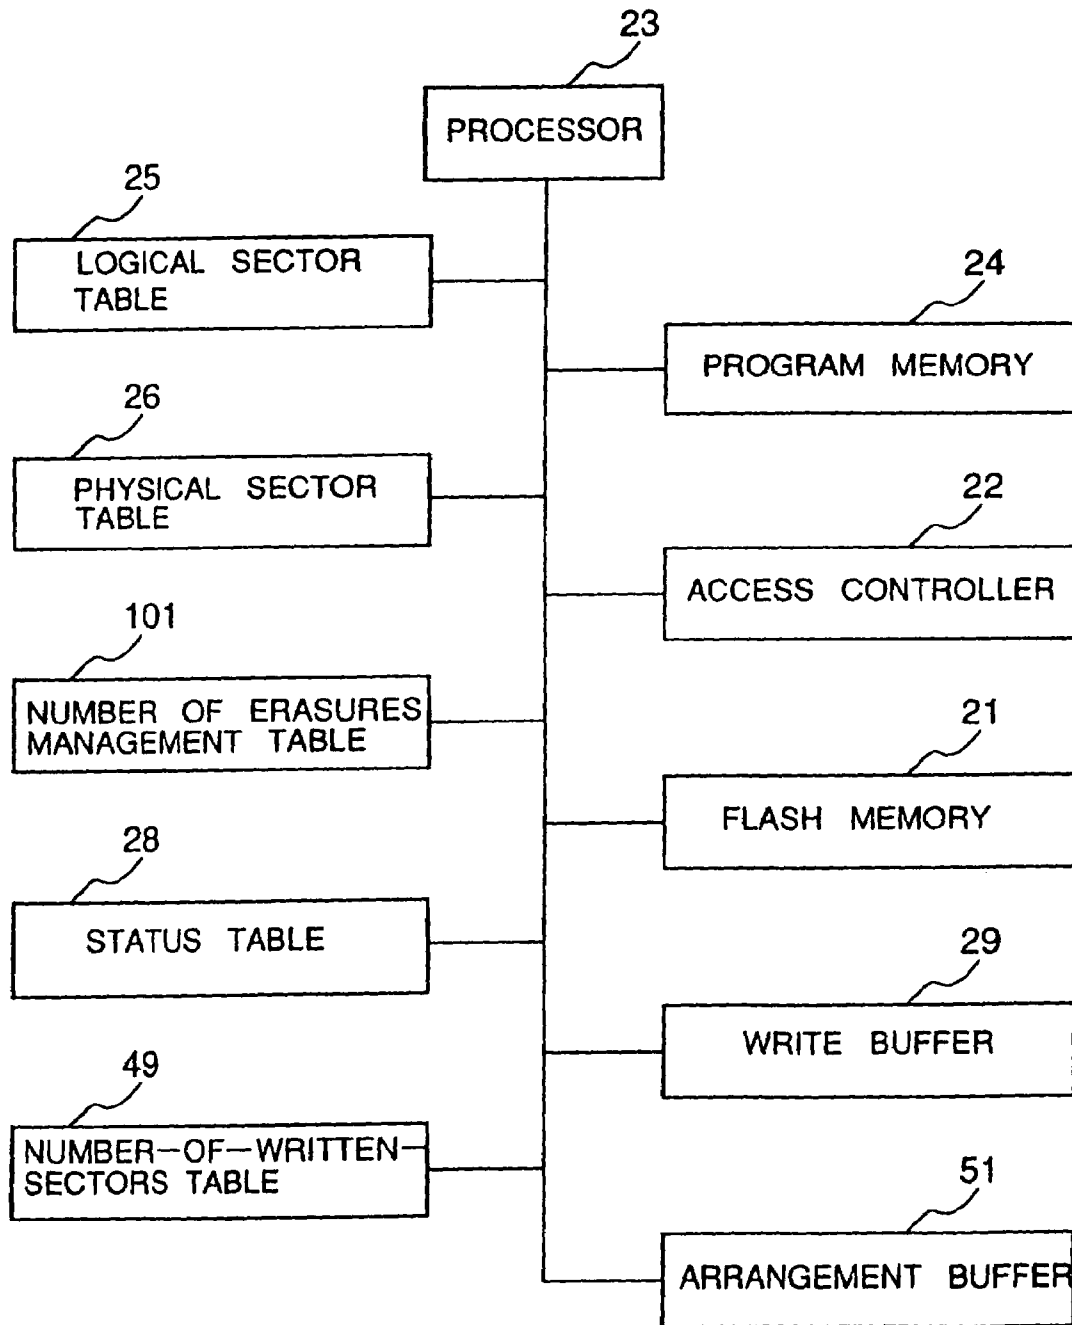 23
PROCESSOR
25
LOGICAL SECTOR
TABLE
24
PROGRAM MEMORY
26
PHYSICAL SECTOR
TABLE
22
ACCESS CONTROLLER
101
NUMBER OF ERASURES
MANAGEMENT TABLE
21
FLASH MEMORY
28
STATUS TABLE
29
WRITE BUFFER
49
NUMBER-OF-WRITTEN-
SECTORS TABLE
51
ARRANGEMENT BUFFER